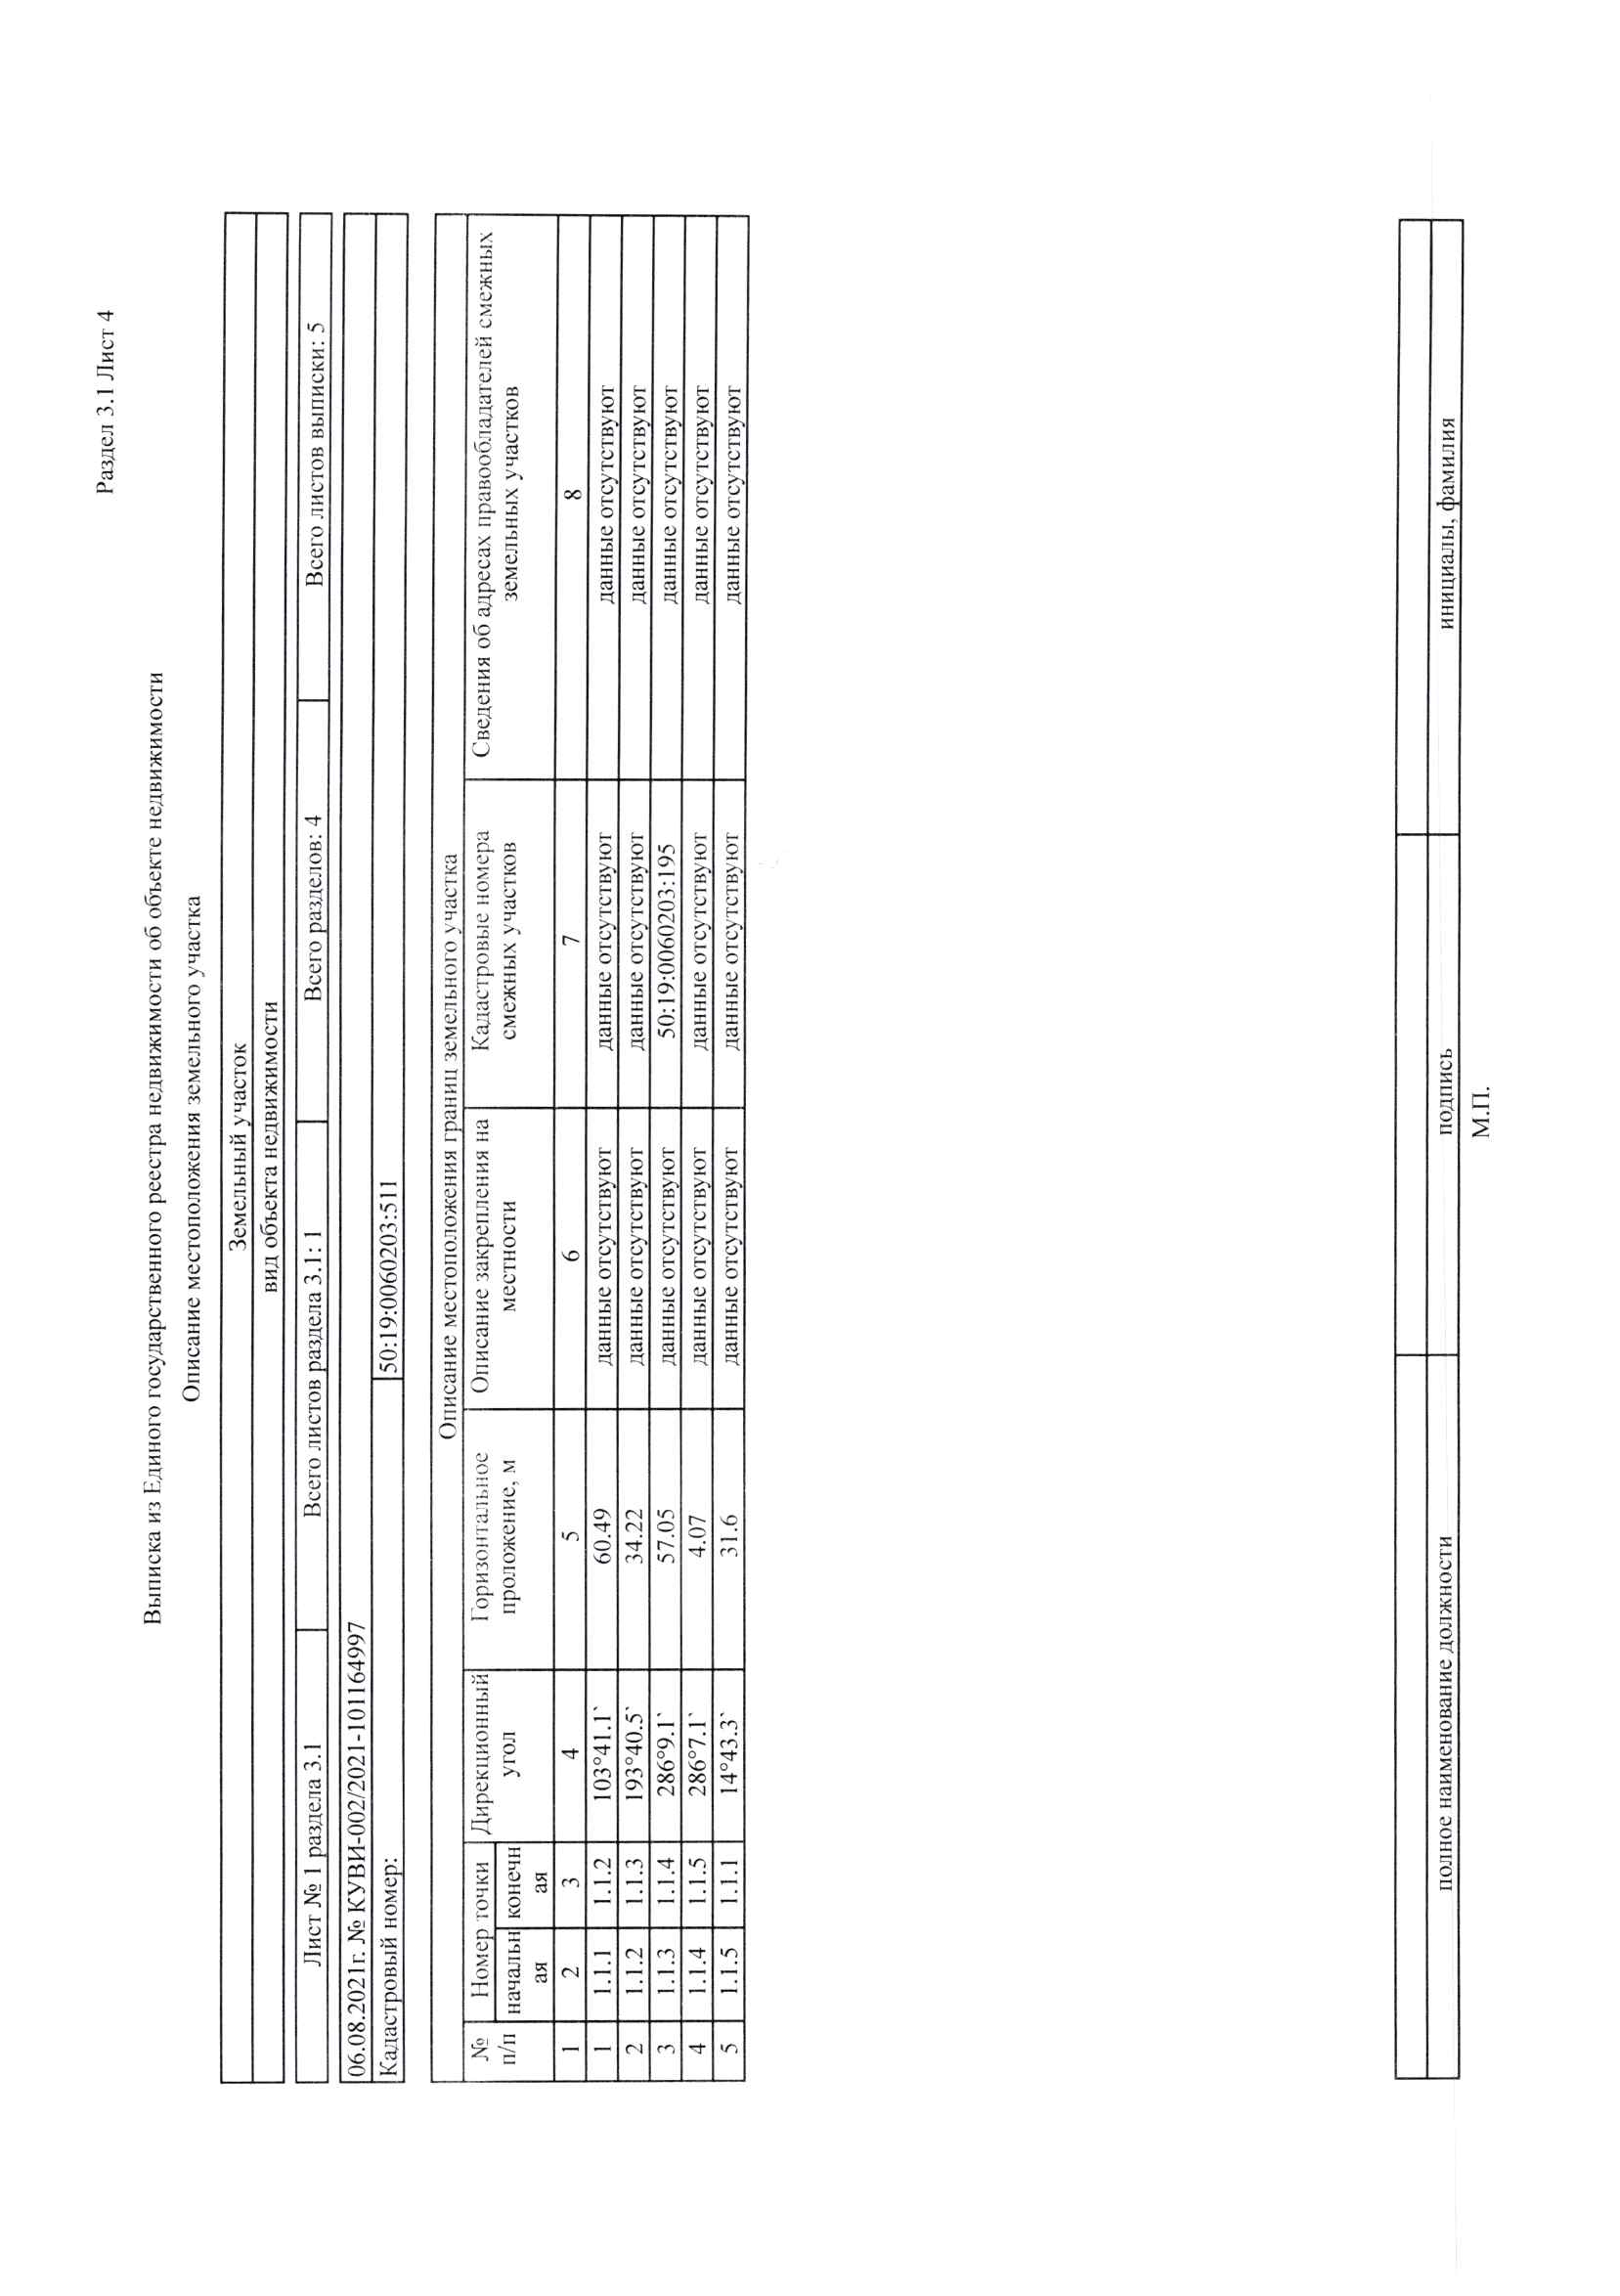 Раздел 3.1 Лист 4
Выписка из Единого государственного реестра недвижимости об объекте недвижимости
Описание местоположения земельного участка
Земельный участок
вид объекта недвижимости
Лист № 1 раздела 3.1 Всего листов раздела 3.1: 1 Всего разделов: 4 Всего листов выписки: 5
06.08.2021г. № КУВИ-002/2021-101164997
Кадастровый номер: 50:19:0060203:511
Описание местоположения границ земельного участка
№ Номер точки Дирекционный Горизонтальное Описание закрепления на Кадастровые номера Сведения об адресах правообладателей смежных
п/п начальн конечн угол проложение, м местности смежных участков земельных участков
ая ая
1 2 3 4 5 6 7 8
1 1.1.1 1.1.2 103°41.1` 60.49 данные отсутствуют данные отсутствуют данные отсутствуют
2 1.1.2 1.1.3 193°40.5` 34.22 данные отсутствуют данные отсутствуют данные отсутствуют
3 1.1.3 1.1.4 286°9.1` 57.05 данные отсутствуют 50:19:0060203:195 данные отсутствуют
4 1.1.4 1.1.5 286°7.1` 4.07 данные отсутствуют данные отсутствуют данные отсутствуют
5 1.1.5 1.1.1 14°43.3` 31.6 данные отсутствуют данные отсутствуют данные отсутствуют
полное наименование должности подпись инициалы, фамилия
М.П.